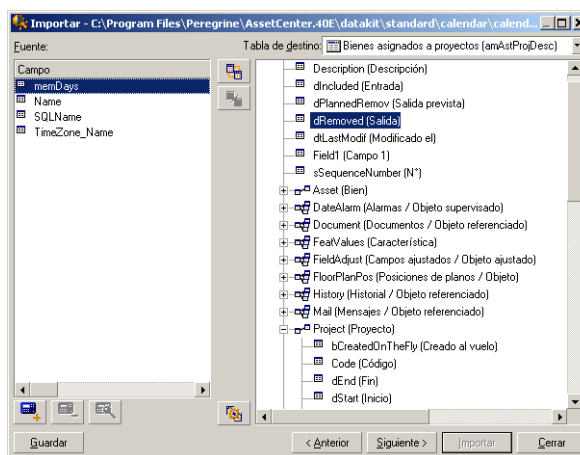 Importar - C:\Program Files\Peregrine\AssetCenter.40E\datakit\standard\calendar\calend...
Fuente:
Tabla de destino: Bienes asignados a proyectos (amAstProjDesc)
Campo
memDays
Name
SQLName
TimeZone_Name
Description (Descripción)
dIncluded (Entrada)
dPlannedRemov (Salida prevista)
dRemoved (Salida)
dtLastModif (Modificado el)
Field1 (Campo 1)
sSequenceNumber (N°)
Asset (Bien)
DateAlarm (Alarmas / Objeto supervisado)
Document (Documentos / Objeto referenciado)
FeatValues (Característica)
FieldAdjust (Campos ajustados / Objeto ajustado)
FloorPlanPos (Posiciones de planos / Objeto)
History (Historial / Objeto referenciado)
Mail (Mensajes / Objeto referenciado)
Project (Proyecto)
bCreatedOnTheFly (Creado al vuelo)
Code (Código)
dEnd (Fin)
dStart (Inicio)
Guardar
< Anterior
Siguiente >
Importar
Cerrar